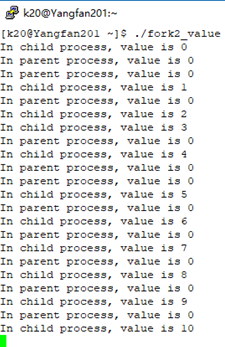 k20@Yangfan201:~
[k20@Yangfan201 ~]$ ./fork2_value
In child process, value is 0
In parent process, value is 0
In child process, value is 1
In parent process, value is 0
In child process, value is 2
In child process, value is 3
In parent process, value is 0
In child process, value is 4
In parent process, value is 0
In parent process, value is 0
In child process, value is 5
In parent process, value is 0
In child process, value is 6
In parent process, value is 0
In child process, value is 7
In parent process, value is 0
In child process, value is 8
In parent process, value is 0
In child process, value is 9
In parent process, value is 0
In child process, value is 10